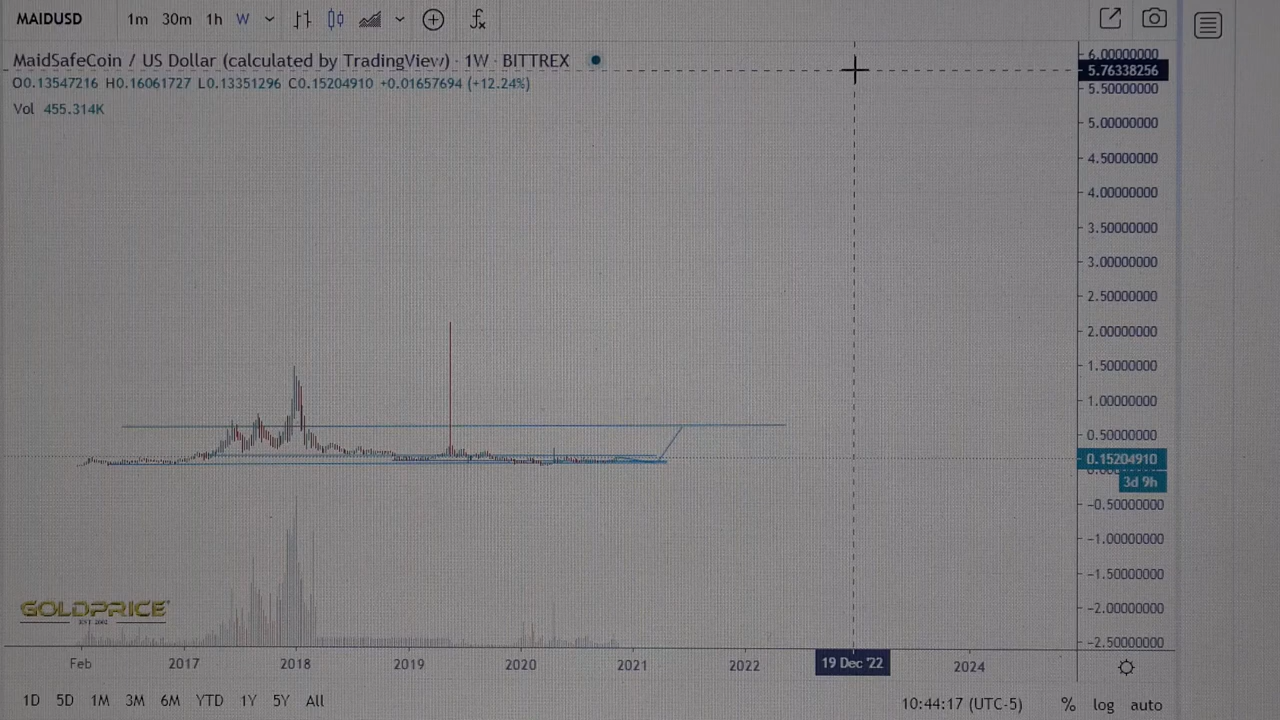 MAIDUSD 1m 30m 1h W
MaidSafeCoin / US Dollar (calculated by TradingView) · 1W · BITTREX
O0.13547216 H0.16061727 L0.13351296 C0.15204910 +0.01657694 (+12.24%)
Vol 455.314K
6.00000000
5.76338256
5.50000000
5.00000000
4.50000000
4.00000000
3.50000000
3.00000000
2.50000000
2.00000000
1.50000000
1.00000000
0.50000000
0.15204910
3d 9h
−0.50000000
−1.00000000
−1.50000000
−2.00000000
−2.50000000
GOLDPRICE
EST 2002
Feb 2017 2018 2019 2020 2021 2022 19 Dec '22 2024
1D 5D 1M 3M 6M YTD 1Y 5Y All 10:44:17 (UTC-5) % log auto